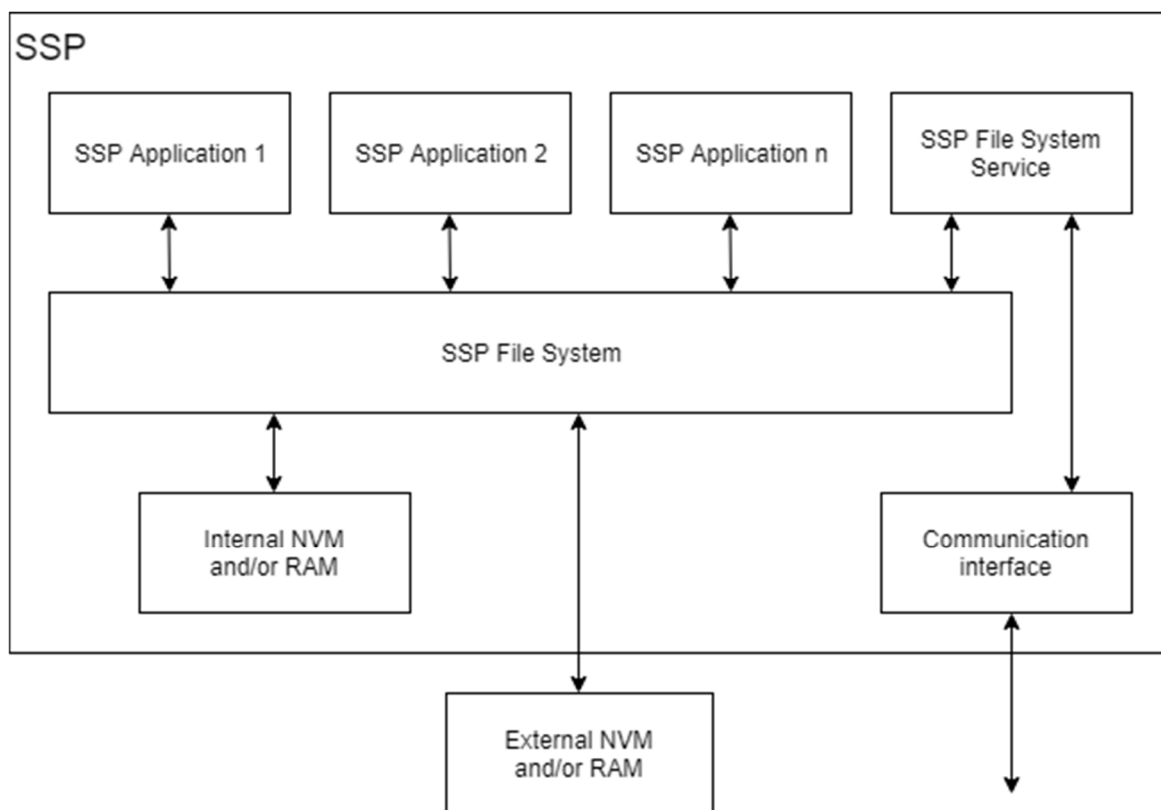 SSP
SSP Application 1
SSP Application 2
SSP Application n
SSP File System
Service
SSP File System
Internal NVM
and/or RAM
Communication
interface
External NVM
and/or RAM